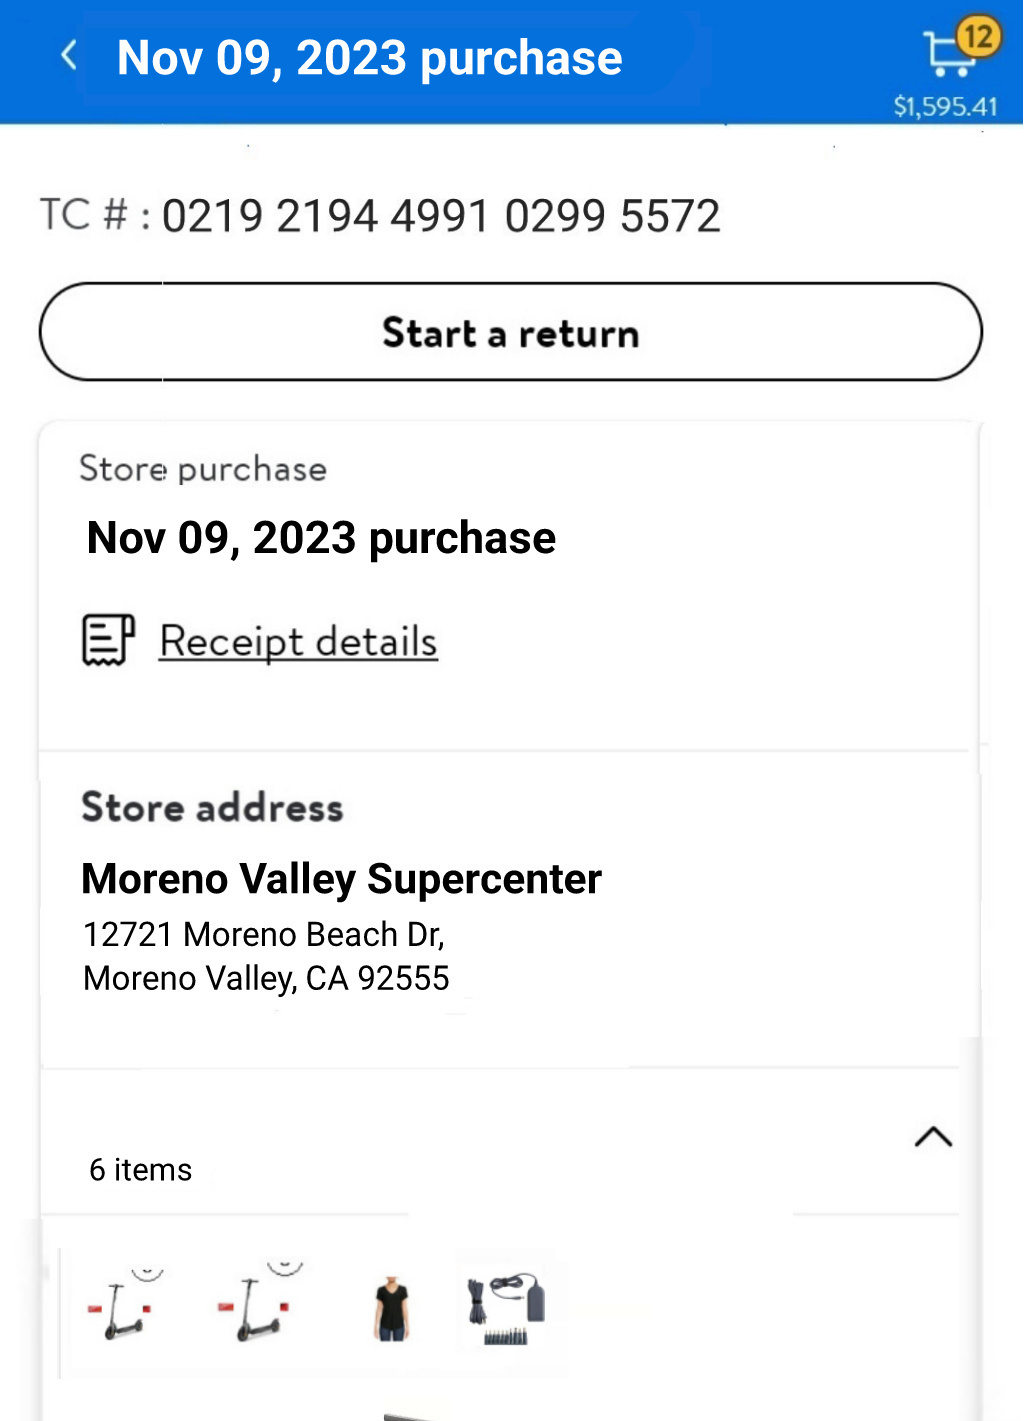 Nov 09, 2023 purchase
12
$1,595.41
TC # : 0219 2194 4991 0299 5572
Start a return
Store purchase
Nov 09, 2023 purchase
Receipt details
Store address
Moreno Valley Supercenter
12721 Moreno Beach Dr,
Moreno Valley, CA 92555
6 items